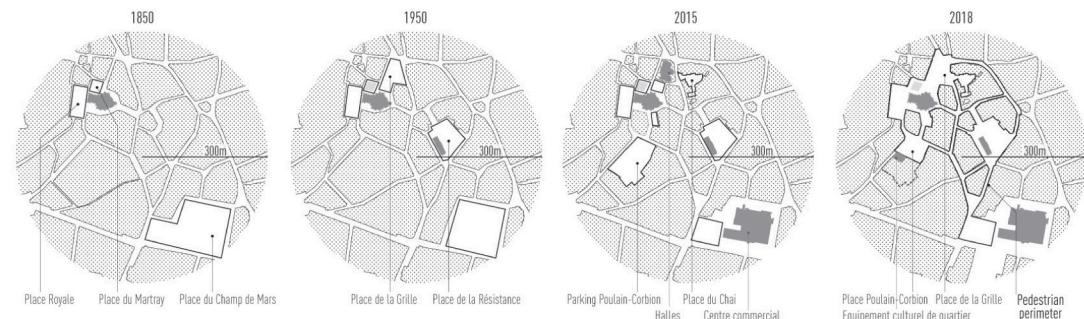 1850
1950
2015
2018
300m
300m
300m
300m
Place Royale
Place du Martray
Place du Champ de Mars
Place de la Grille
Place de la Résistance
Parking Poulain-Corbion
Place du Chai
Halles
Centre commercial
Place Poulain-Corbion
Place de la Grille
Pedestrian
perimeter
Equipement culturel de quartier